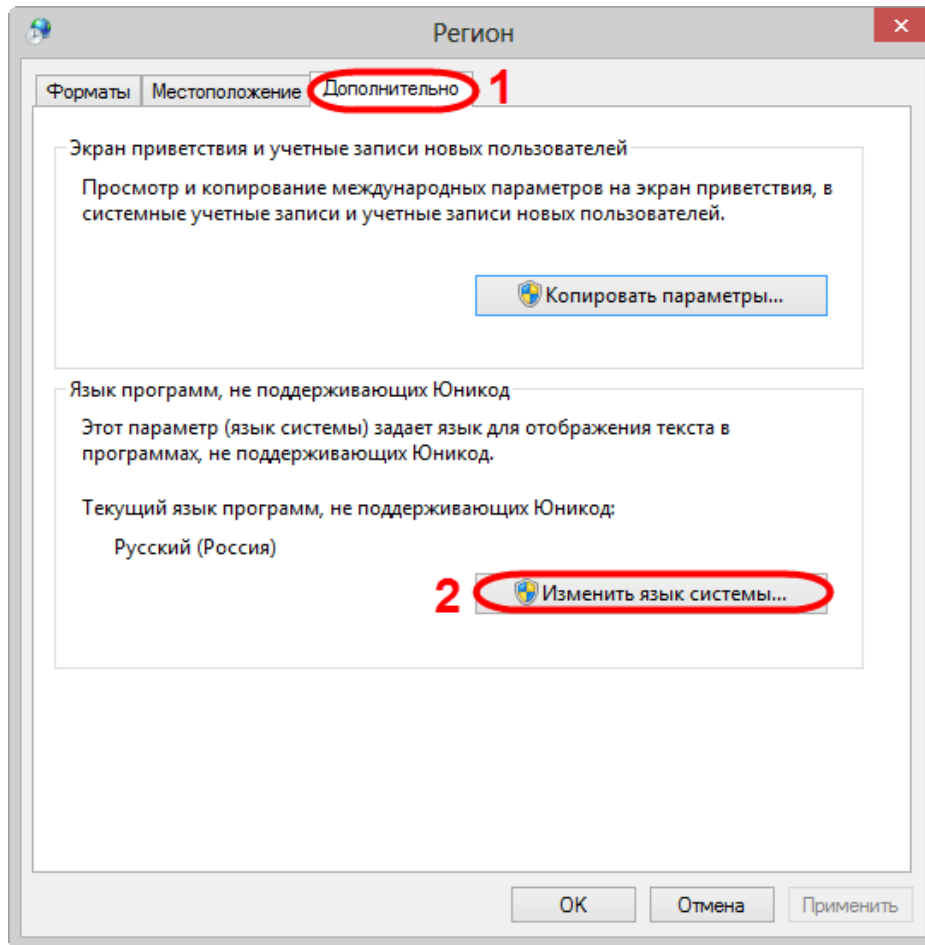 Регион
Форматы Местоположение Дополнительно 1
Экран приветствия и учетные записи новых пользователей
Просмотр и копирование международных параметров на экран приветствия, в
системные учетные записи и учетные записи новых пользователей.
Копировать параметры...
Язык программ, не поддерживающих Юникод
Этот параметр (язык системы) задает язык для отображения текста в
программах, не поддерживающих Юникод.
Текущий язык программ, не поддерживающих Юникод:
Русский (Россия)
2 Изменить язык системы...
OK Отмена Применить